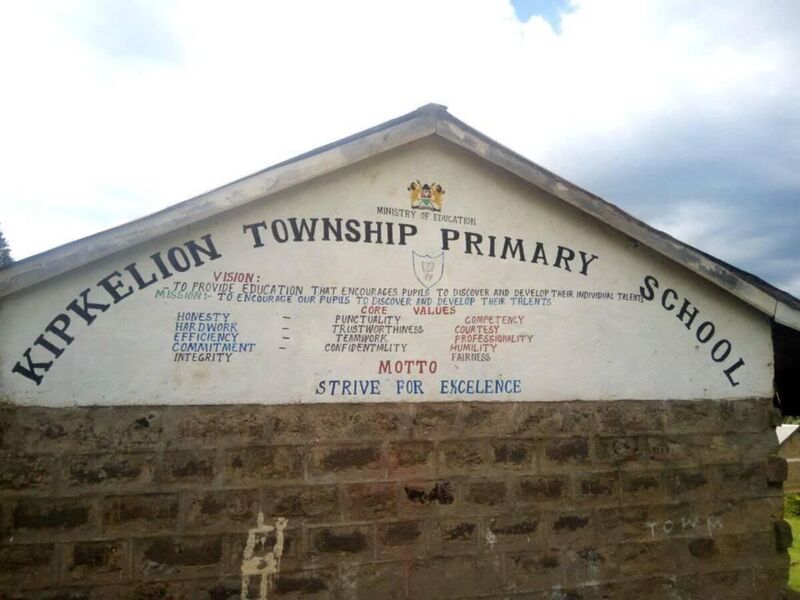 MINISTRY OF EDUCATION
KIPKELION TOWNSHIP PRIMARY SCHOOL
VISION:
TO PROVIDE EDUCATION THAT ENCOURAGES PUPILS TO DISCOVER AND DEVELOP THEIR INDIVIDUAL TALENTS
MISSION:- TO ENCOURAGE OUR PUPILS TO DISCOVER AND DEVELOP THEIR TALENTS
CORE VALUES
HONESTY - PUNCTUALITY COMPETENCY
HARDWORK - TRUSTWORTHINESS COURTESY
EFFICIENCY - TEAMWORK PROFESSIONALITY
COMMITMENT - CONFIDENTIALITY HUMILITY
INTEGRITY FAIRNESS
MOTTO
STRIVE FOR EXCELLENCE
TOWM